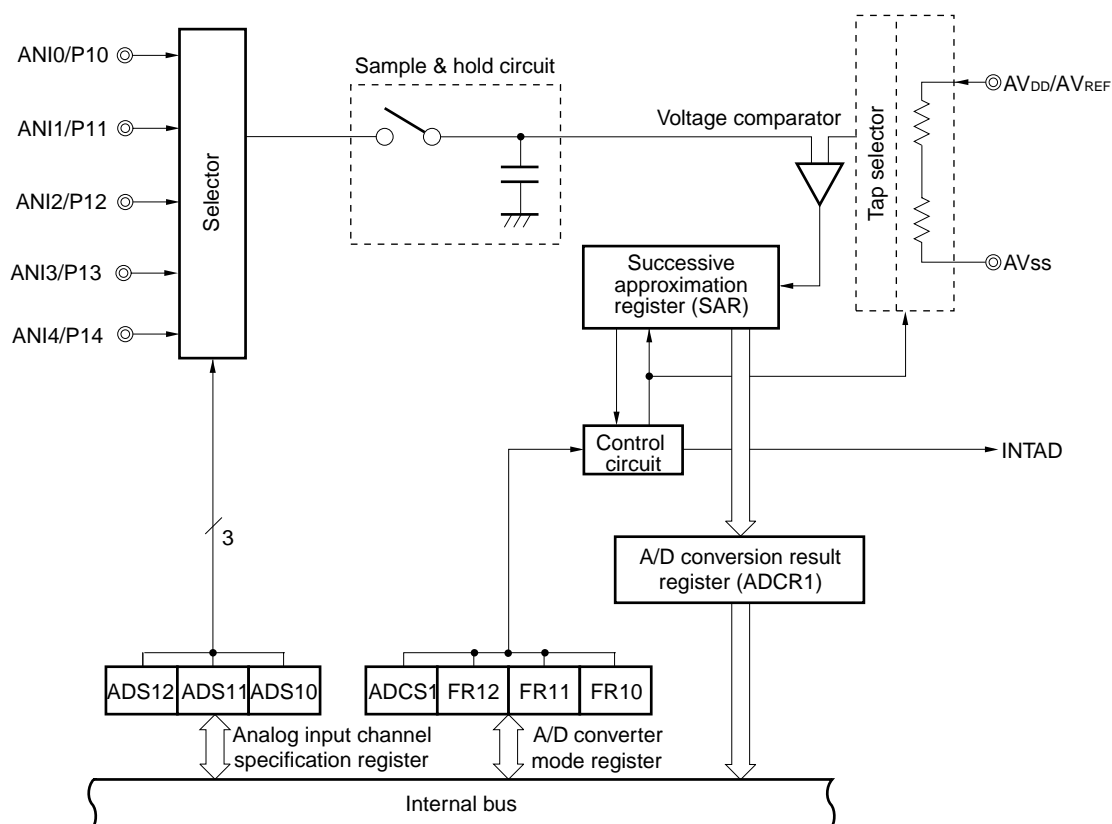 ANI0/P10
ANI1/P11
ANI2/P12
ANI3/P13
ANI4/P14
Selector
Sample & hold circuit
Voltage comparator
Tap selector
AVDD/AVREF
AVss
Successive
approximation
register (SAR)
Control
circuit
INTAD
3
A/D conversion result
register (ADCR1)
ADS12 ADS11 ADS10
ADCS1 FR12 FR11 FR10
Analog input channel
specification register
A/D converter
mode register
Internal bus